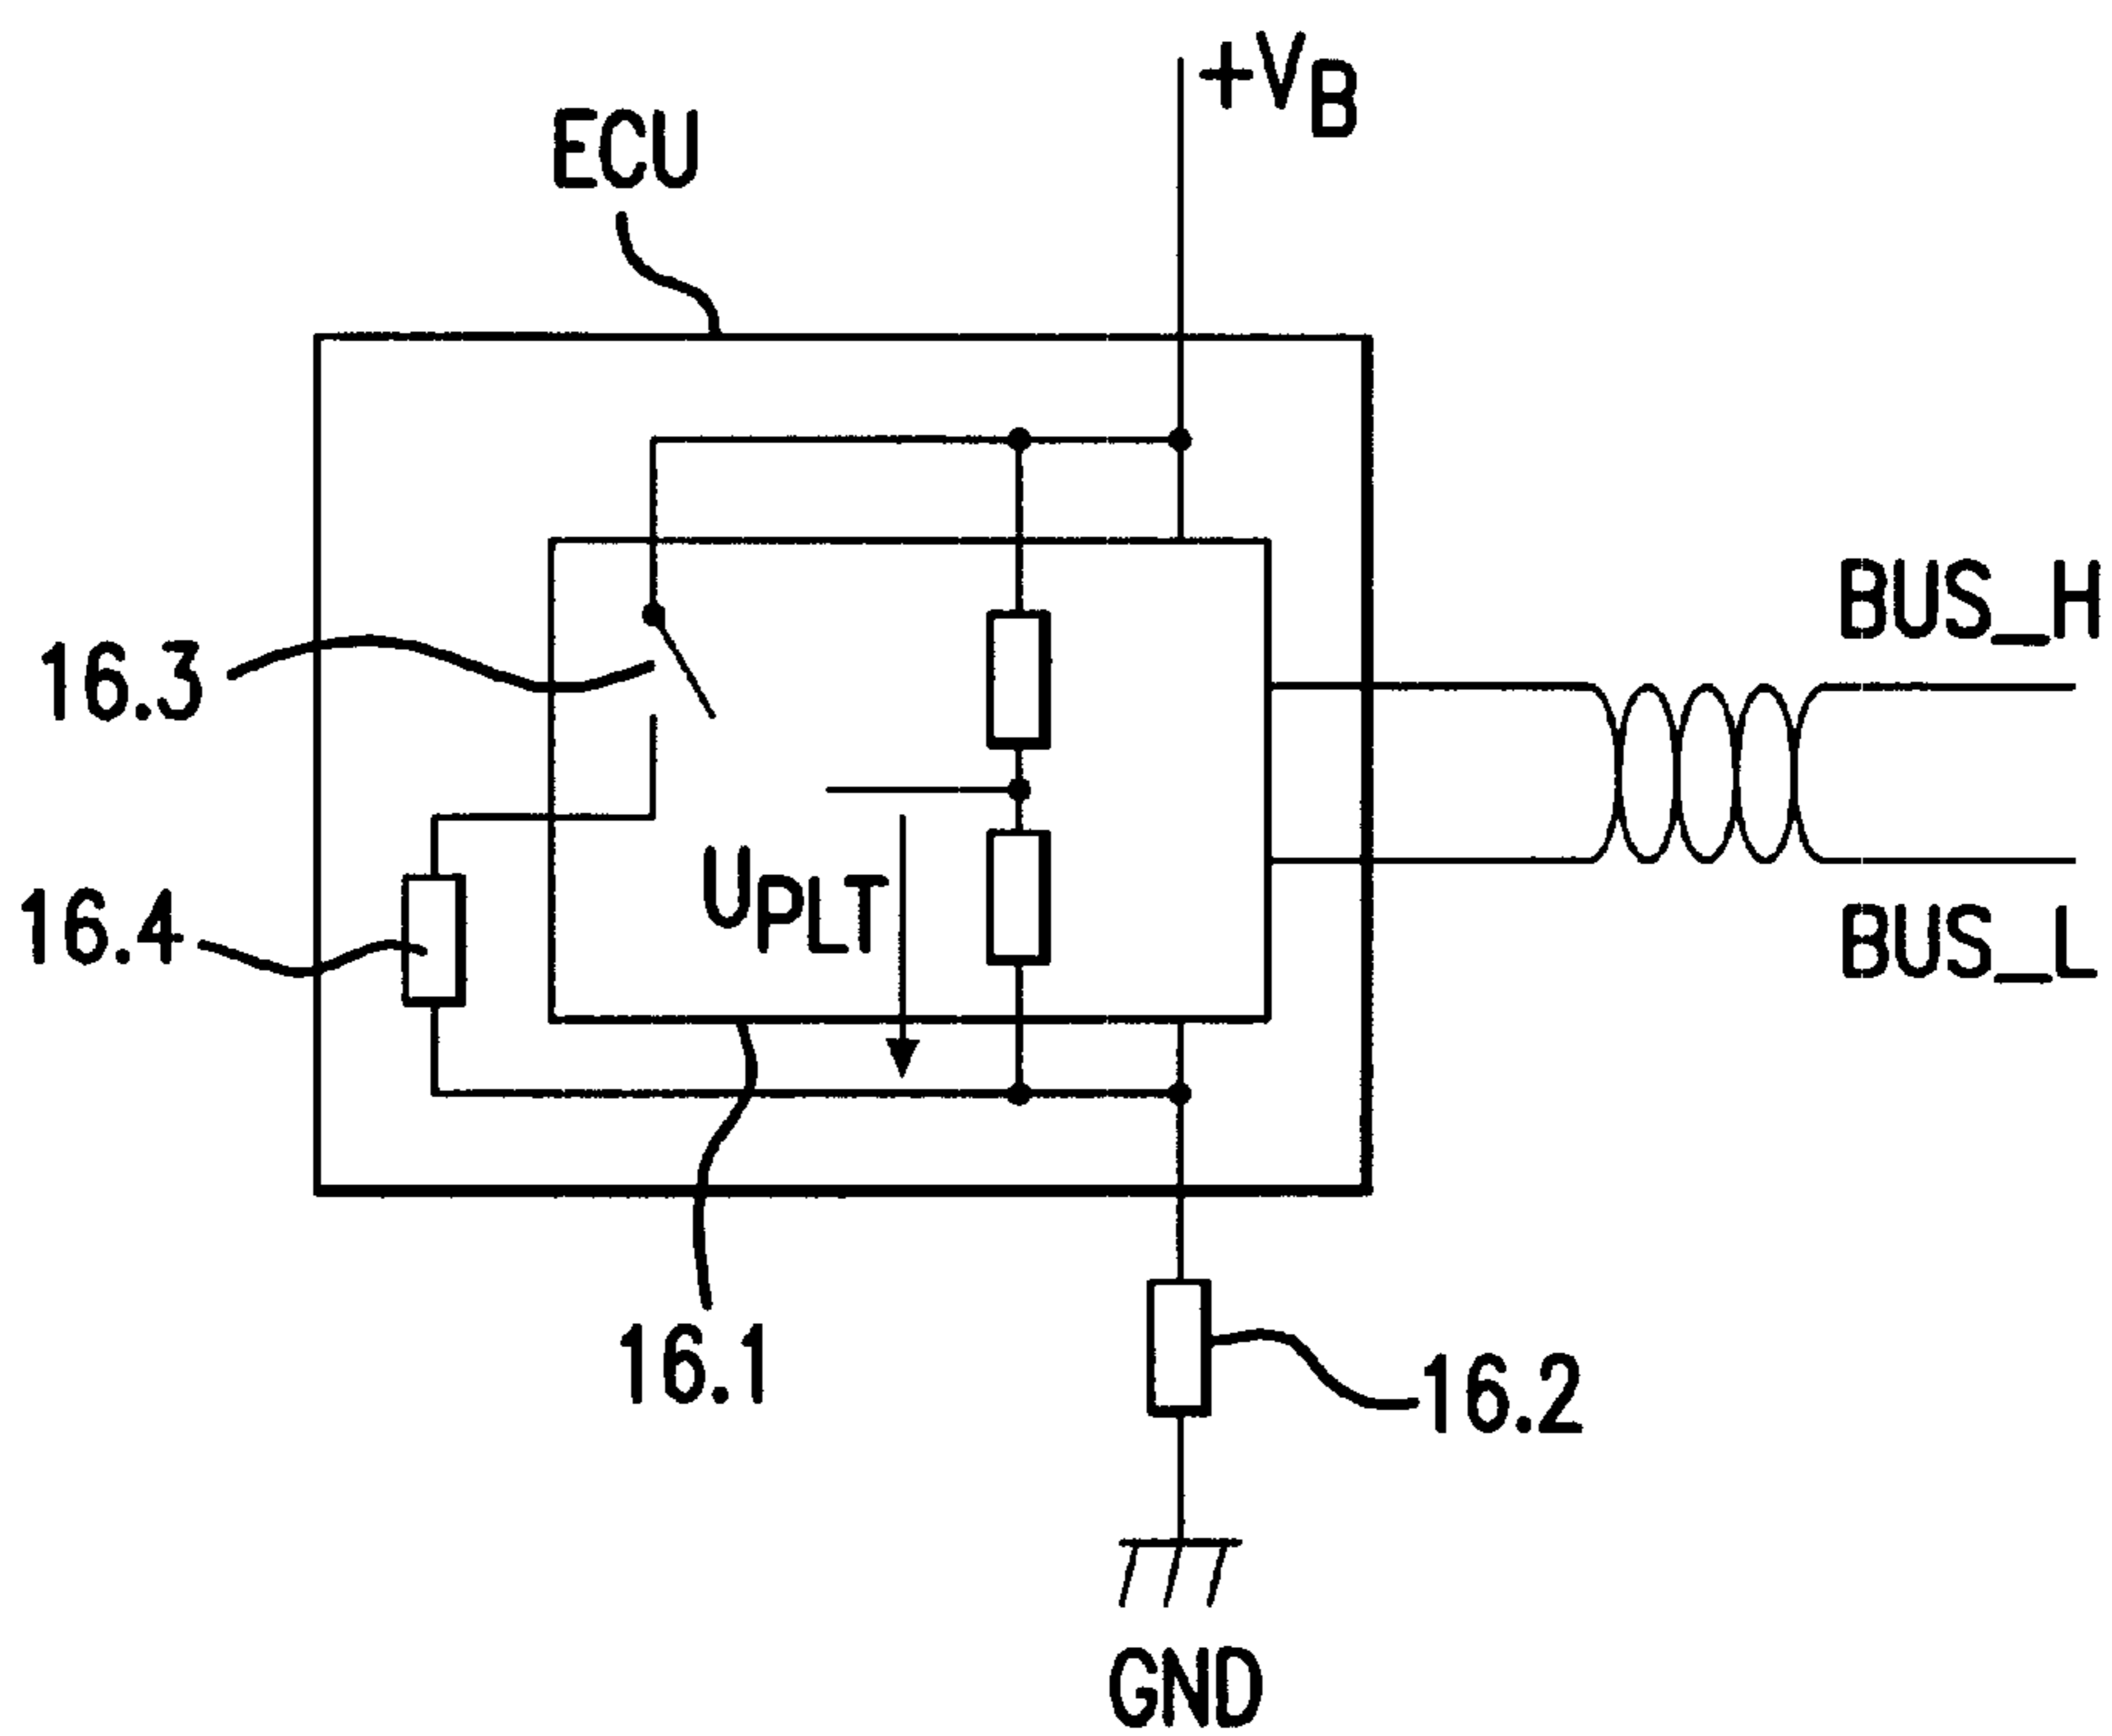 +VB
ECU
BUS_H
16.3
UPLT
16.4
BUS_L
16.1
16.2
GND